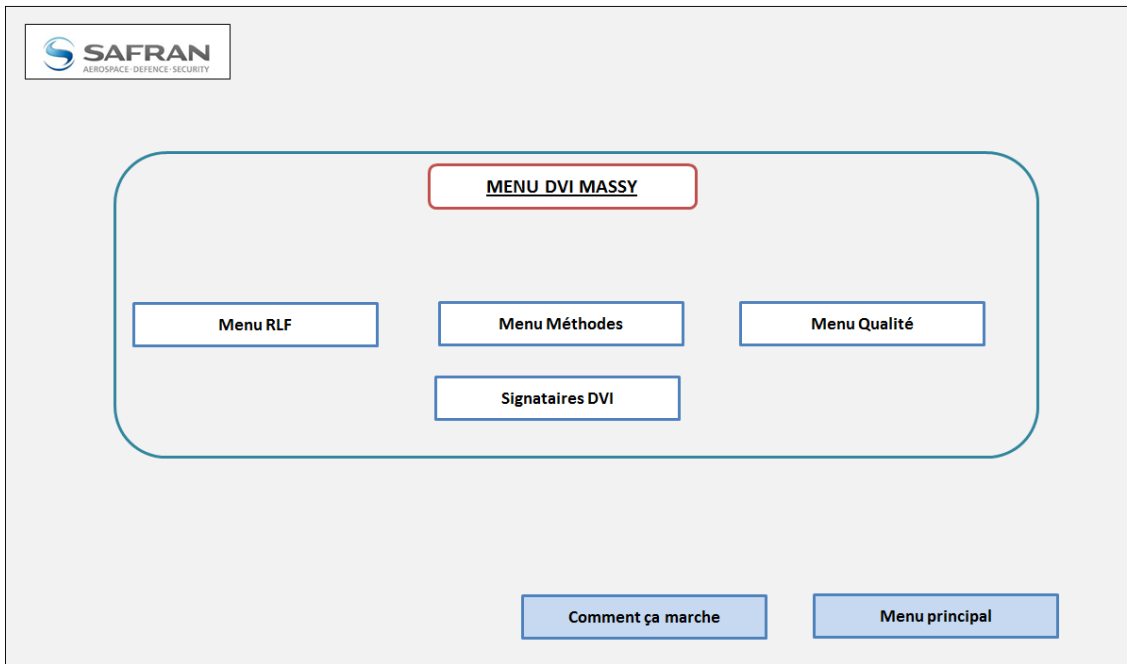 SAFRAN
AEROSPACE·DEFENCE·SECURITY
MENU DVI MASSY
Menu RLF
Menu Méthodes
Menu Qualité
Signataires DVI
Comment ça marche
Menu principal